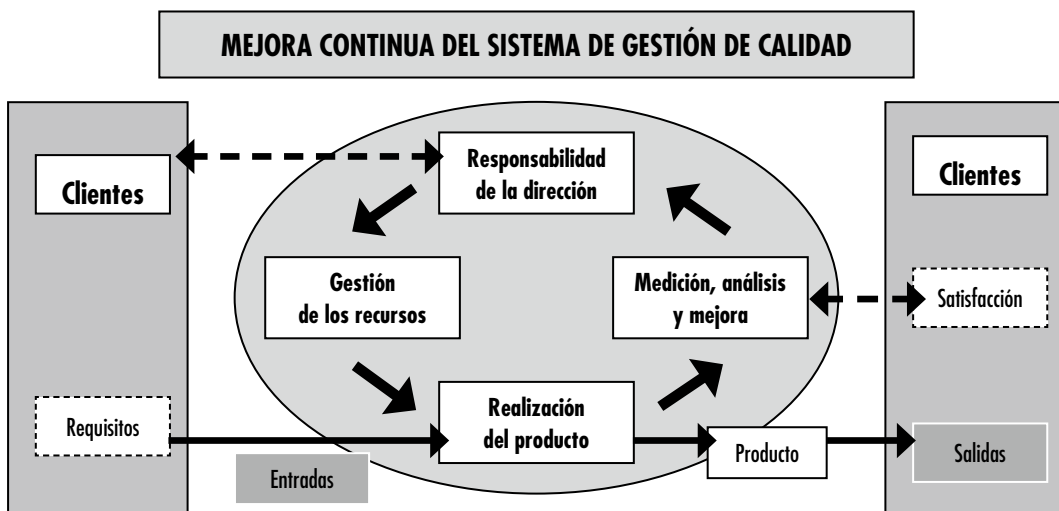 MEJORA CONTINUA DEL SISTEMA DE GESTIÓN DE CALIDAD
Clientes
Responsabilidad
de la dirección
Clientes
Gestión
de los recursos
Medición, análisis
y mejora
Satisfacción
Requisitos
Realización
del producto
Producto
Salidas
Entradas